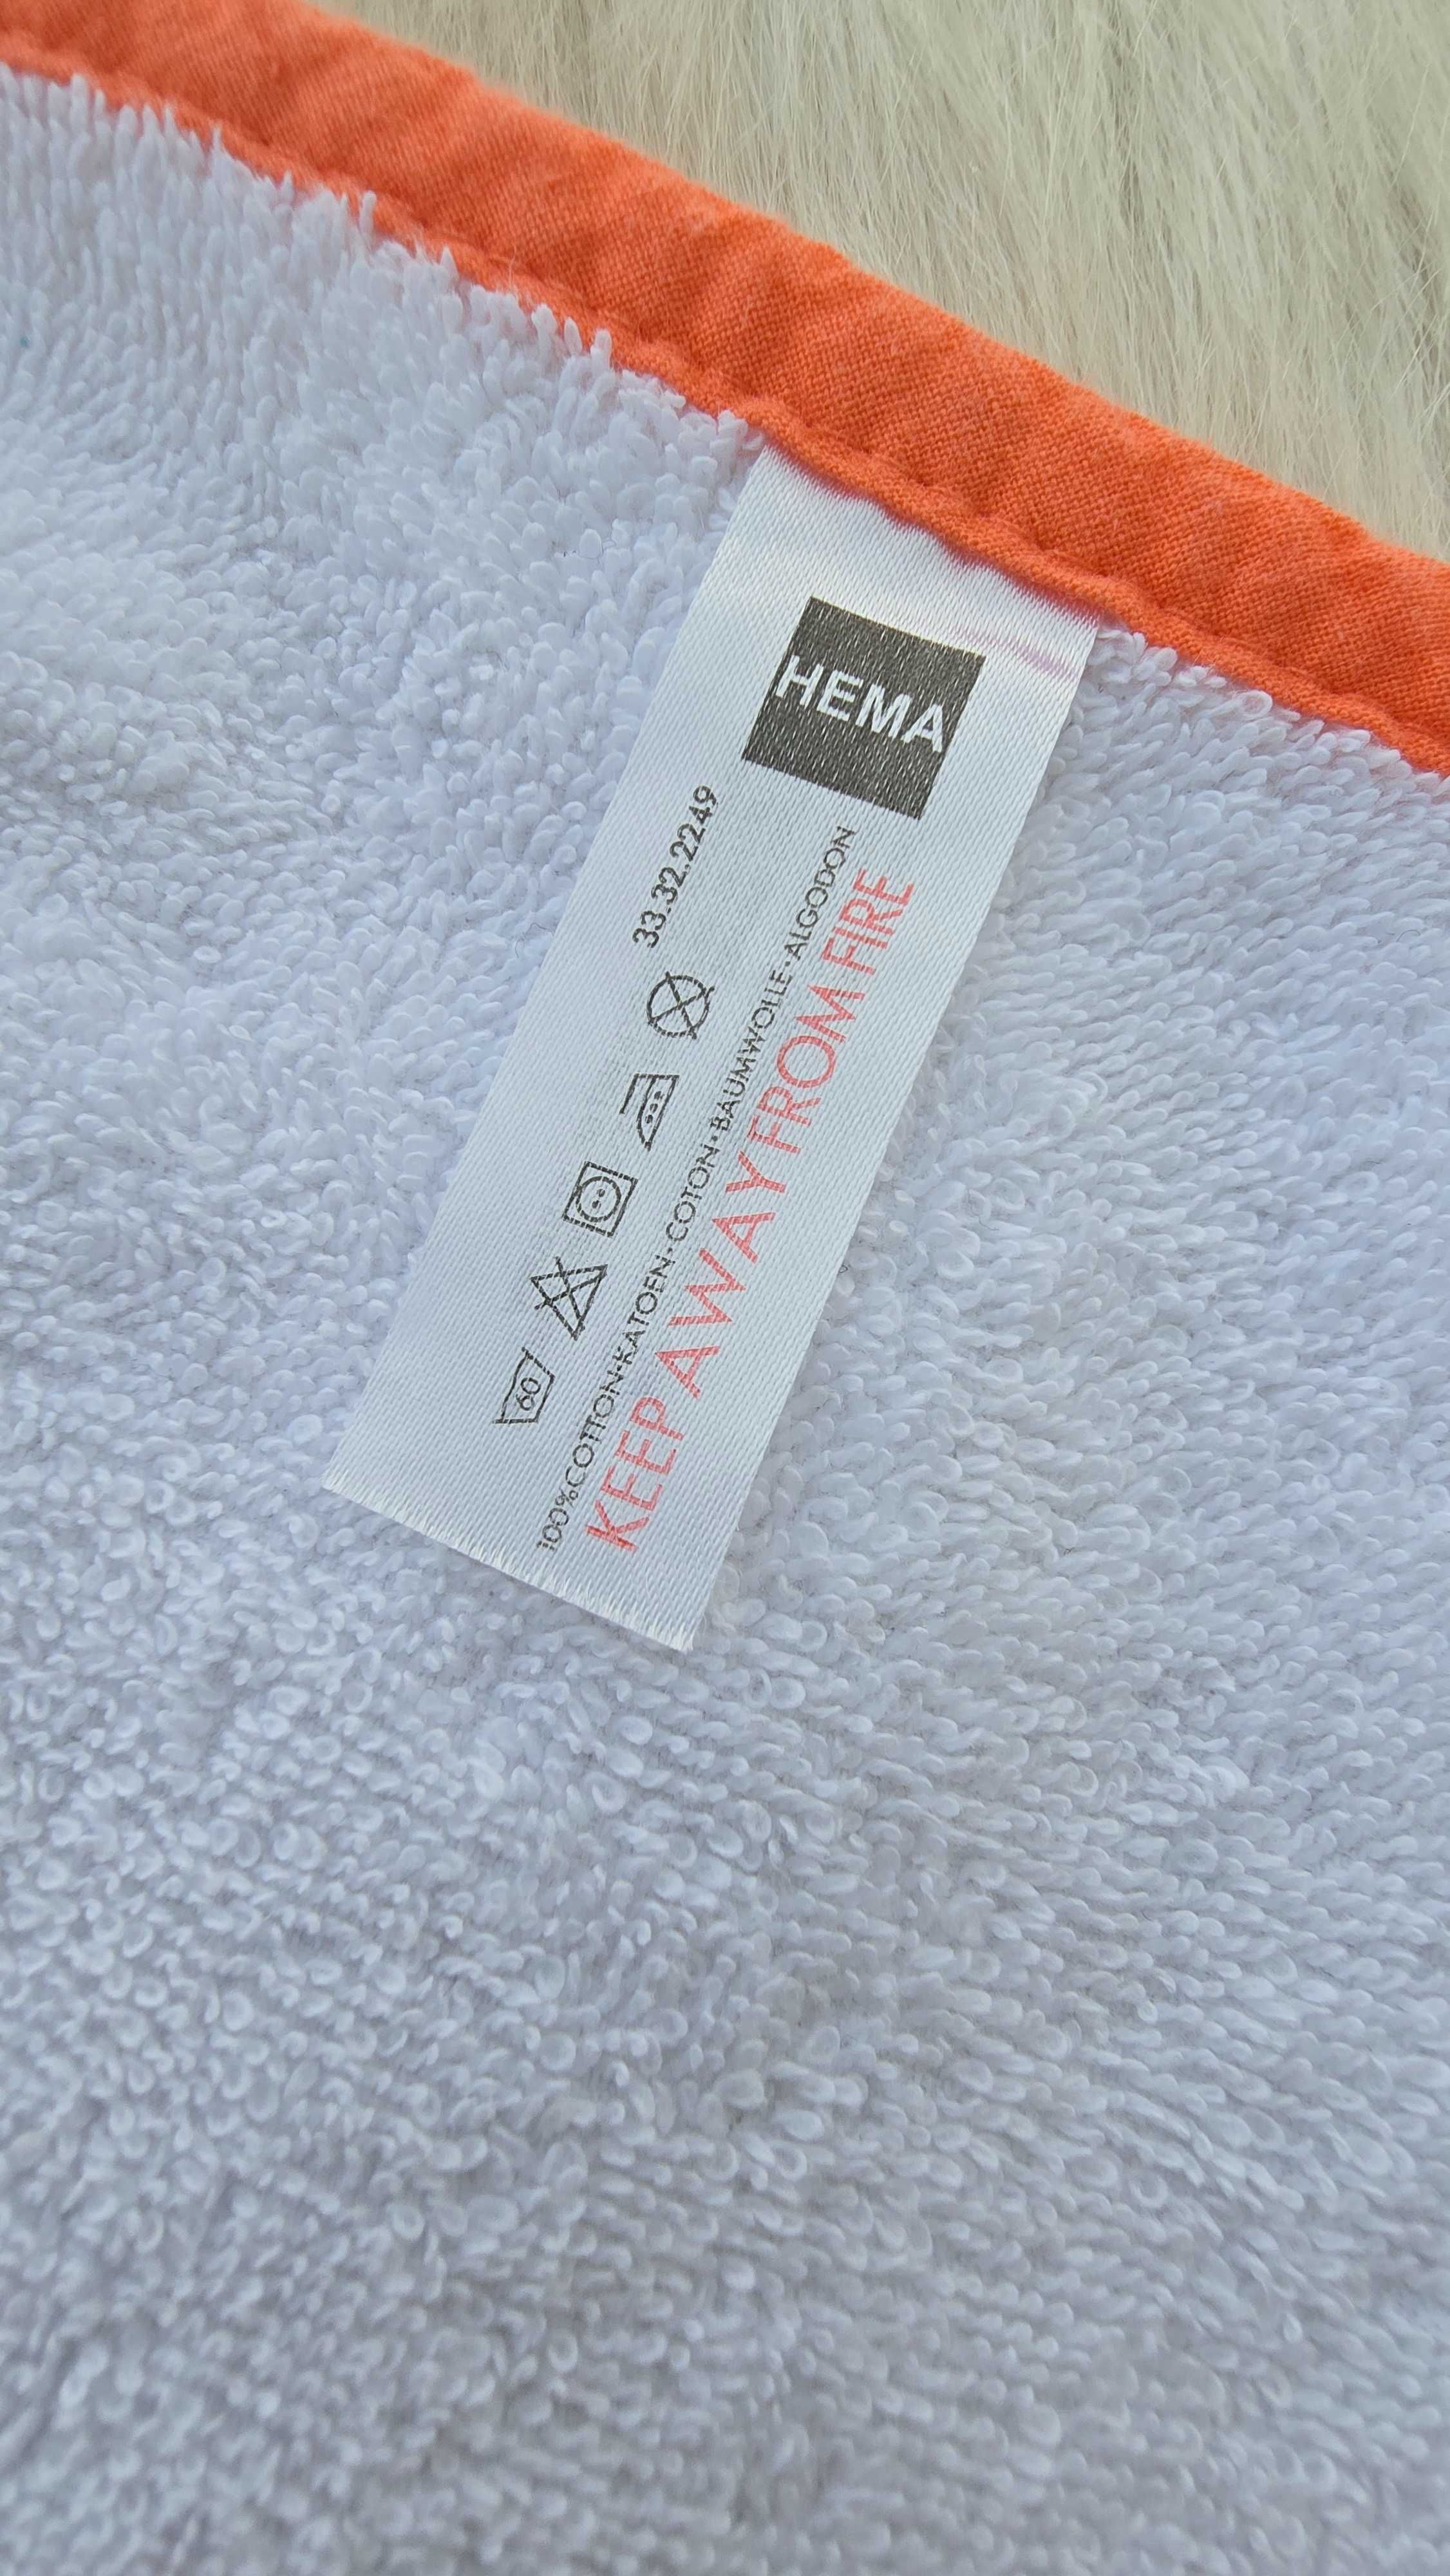 HEMA
33.32.2249
60
100%COTTON·KATOEN·COTON·BAUMWOLLE·ALGODON
KEEP AWAY FROM FIRE